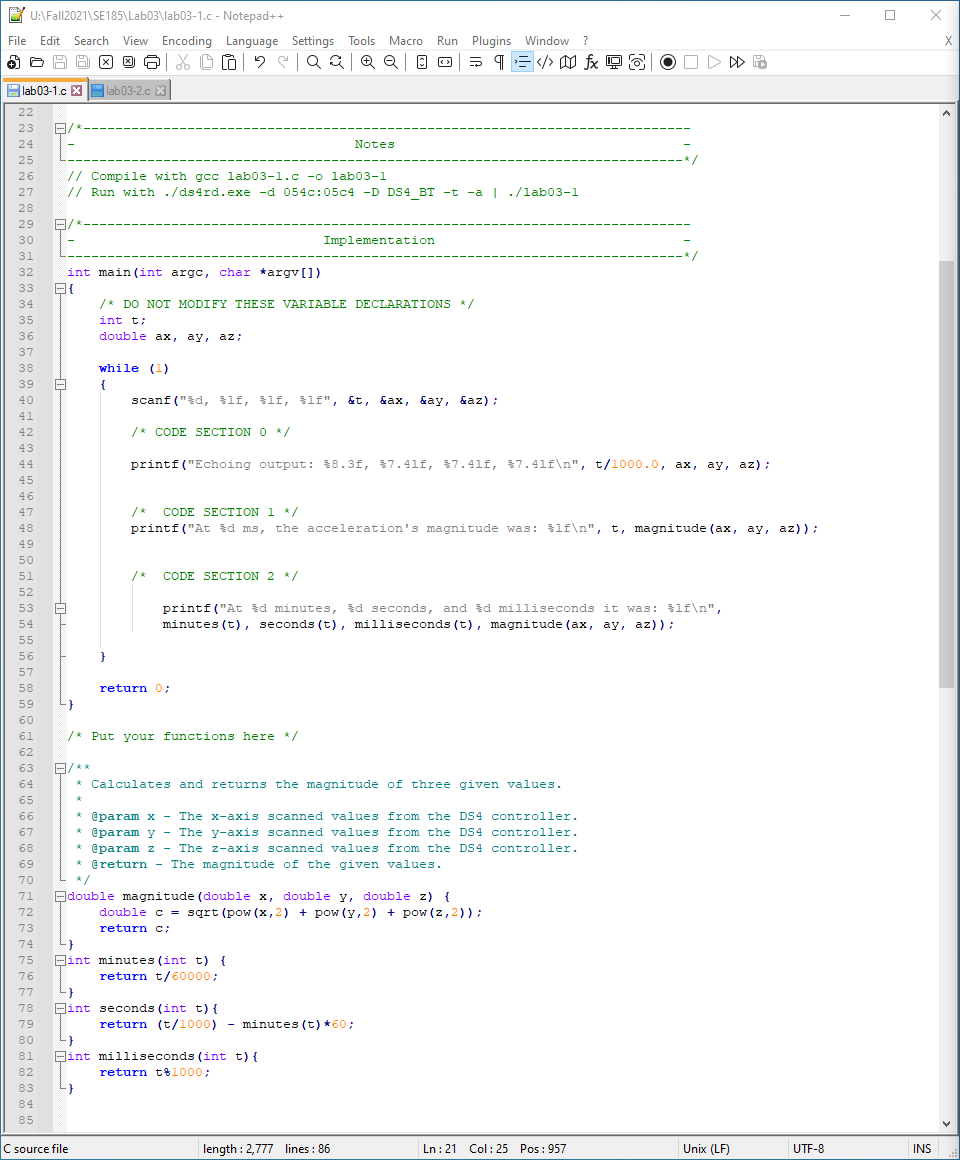 U:\Fall2021\SE185\Lab03\lab03-1.c - Notepad++
File Edit Search View Encoding Language Settings Tools Macro Run Plugins Window ? X
lab03-1.c lab03-2.c
22
23 /*----------------------------------------------------------------------------
24 - Notes -
25 -----------------------------------------------------------------------------*/
26 // Compile with gcc lab03-1.c -o lab03-1
27 // Run with ./ds4rd.exe -d 054c:05c4 -D DS4_BT -t -a | ./lab03-1
28
29 /*----------------------------------------------------------------------------
30 - Implementation -
31 -----------------------------------------------------------------------------*/
32 int main(int argc, char *argv[])
33 {
34 /* DO NOT MODIFY THESE VARIABLE DECLARATIONS */
35 int t;
36 double ax, ay, az;
37
38 while (1)
39 {
40 scanf("%d, %lf, %lf, %lf", &t, &ax, &ay, &az);
41
42 /* CODE SECTION 0 */
43
44 printf("Echoing output: %8.3f, %7.4lf, %7.4lf, %7.4lf\n", t/1000.0, ax, ay, az);
45
46
47 /*  CODE SECTION 1 */
48 printf("At %d ms, the acceleration's magnitude was: %lf\n", t, magnitude(ax, ay, az));
49
50
51 /*  CODE SECTION 2 */
52
53 printf("At %d minutes, %d seconds, and %d milliseconds it was: %lf\n",
54 minutes(t), seconds(t), milliseconds(t), magnitude(ax, ay, az));
55
56 }
57
58 return 0;
59 }
60
61 /* Put your functions here */
62
63 /**
64 * Calculates and returns the magnitude of three given values.
65 *
66 * @param x - The x-axis scanned values from the DS4 controller.
67 * @param y - The y-axis scanned values from the DS4 controller.
68 * @param z - The z-axis scanned values from the DS4 controller.
69 * @return - The magnitude of the given values.
70 */
71 double magnitude(double x, double y, double z) {
72 double c = sqrt(pow(x,2) + pow(y,2) + pow(z,2));
73 return c;
74 }
75 int minutes(int t) {
76 return t/60000;
77 }
78 int seconds(int t){
79 return (t/1000) - minutes(t)*60;
80 }
81 int milliseconds(int t){
82 return t%1000;
83 }
84
85
C source file length : 2,777 lines : 86 Ln : 21 Col : 25 Pos : 957 Unix (LF) UTF-8 INS